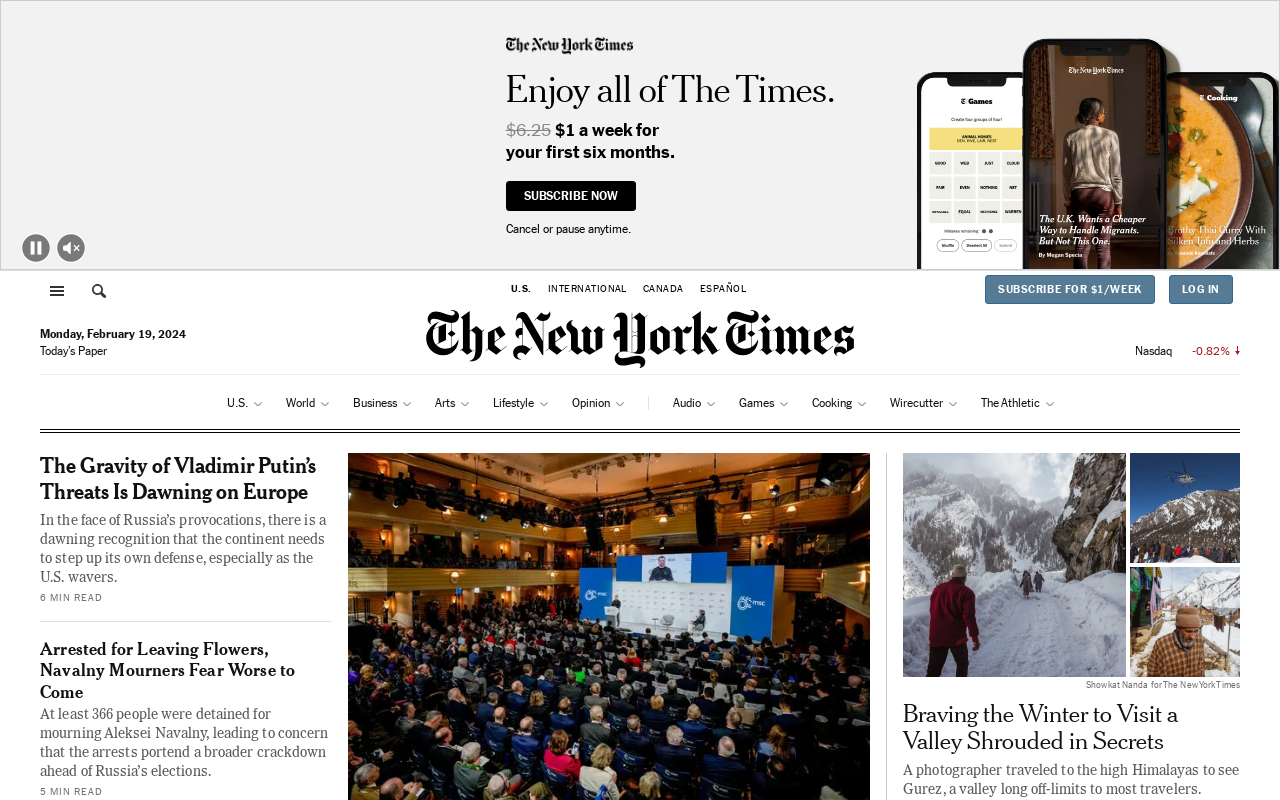 The New York Times
Enjoy all of The Times.
$6.25 $1 a week for
your first six months.
SUBSCRIBE NOW
Cancel or pause anytime.
Games
Create four groups of four!
ANIMAL HOMES
DEN, HIVE, LAIR, NEST
GOOD WEB JUST CLOUD
FAIR EVEN NOTHING NET
EQUAL WARREN
Mistakes remaining:
Shuffle Deselect All Submit
The New York Times
The U.K. Wants a Cheaper
Way to Handle Migrants.
But Not This One.
By Megan Specia
Cooking
Brothy Thai Curry With
Silken Tofu and Herbs
U.S. INTERNATIONAL CANADA ESPAÑOL
SUBSCRIBE FOR $1/WEEK
LOG IN
Monday, February 19, 2024
Today's Paper
The New York Times
Nasdaq -0.82%
U.S. World Business Arts Lifestyle Opinion Audio Games Cooking Wirecutter The Athletic
The Gravity of Vladimir Putin's
Threats Is Dawning on Europe
In the face of Russia's provocations, there is a
dawning recognition that the continent needs
to step up its own defense, especially as the
U.S. wavers.
6 MIN READ
Arrested for Leaving Flowers,
Navalny Mourners Fear Worse to
Come
At least 366 people were detained for
mourning Aleksei Navalny, leading to concern
that the arrests portend a broader crackdown
ahead of Russia's elections.
5 MIN READ
msc
msc
Showkat Nanda for The New York Times
Braving the Winter to Visit a
Valley Shrouded in Secrets
A photographer traveled to the high Himalayas to see
Gurez, a valley long off-limits to most travelers.